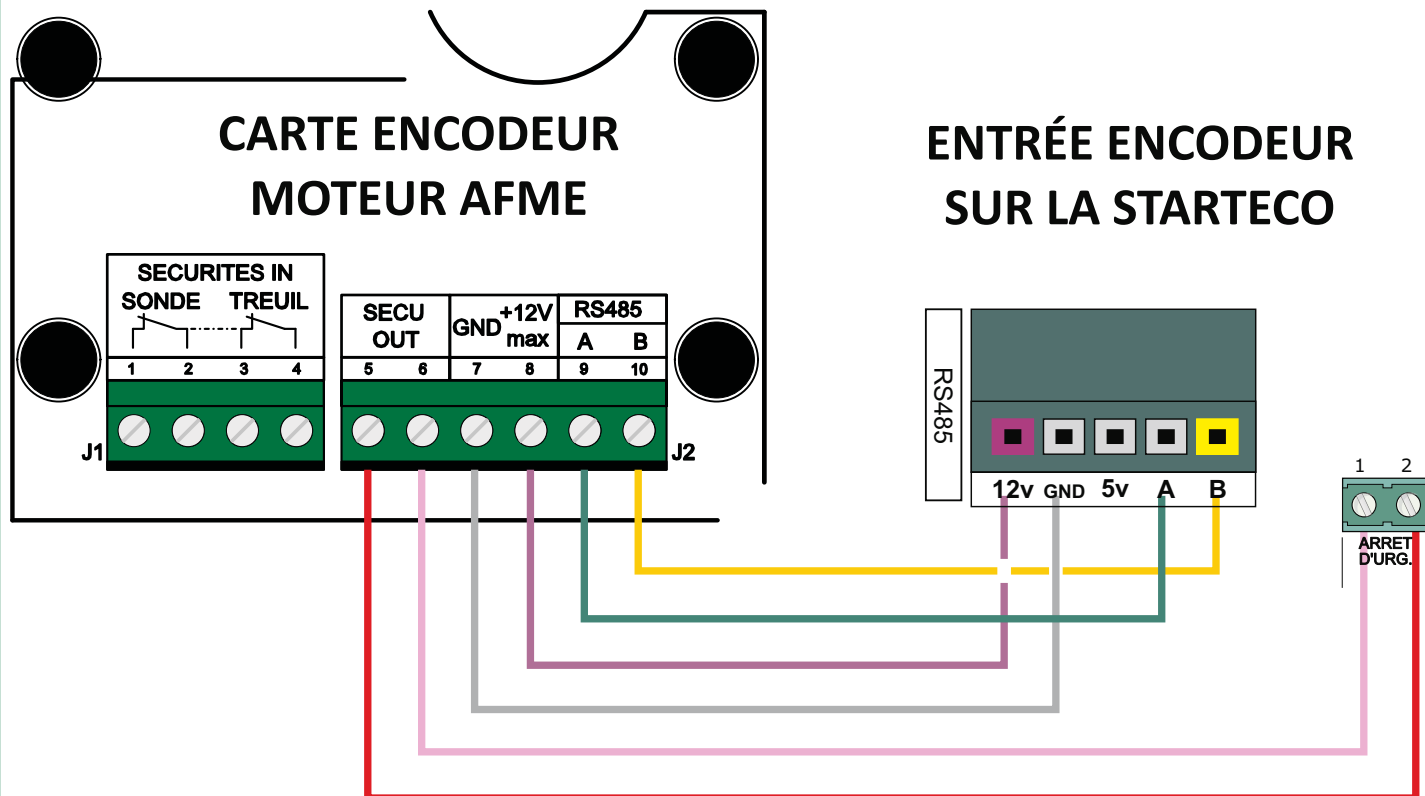 CARTE ENCODEUR
MOTEUR AFME
ENTRÉE ENCODEUR
SUR LA STARTECO
SECURITES IN
SONDE TREUIL
1 2 3 4
J1
SECU
OUT
GND
+12V
max
RS485
A B
5 6 7 8 9 10
J2
RS485
12v GND 5v A B
1 2
ARRET
D'URG.